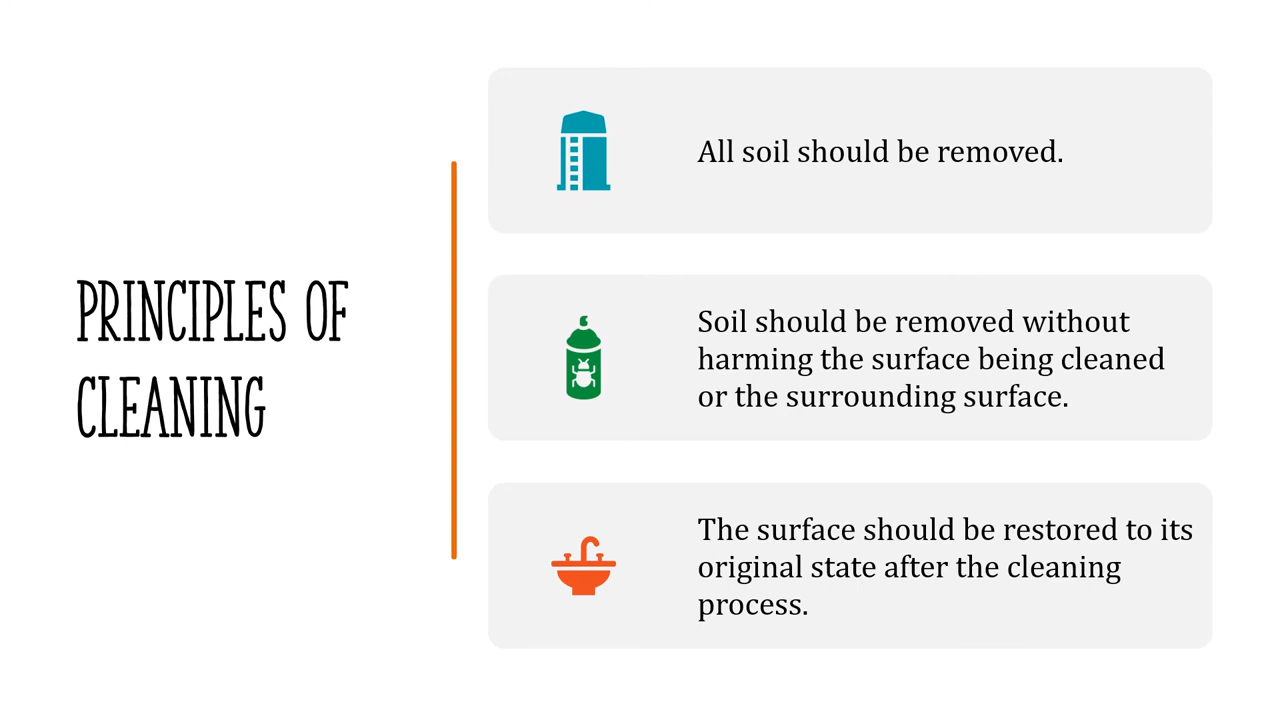 PRINCIPLES OF
CLEANING
All soil should be removed.
Soil should be removed without
harming the surface being cleaned
or the surrounding surface.
The surface should be restored to its
original state after the cleaning
process.